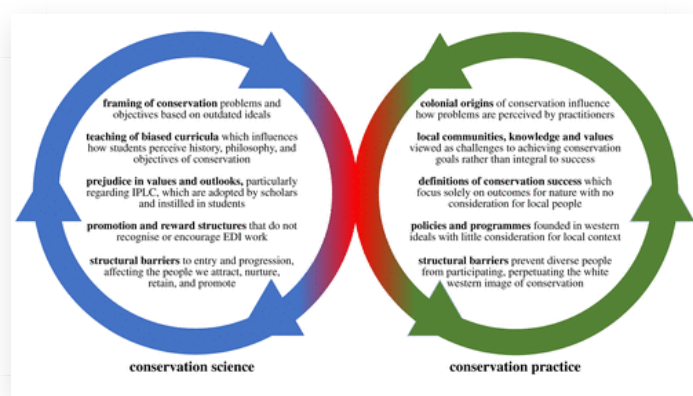 framing of conservation problems and
objectives based on outdated ideals
teaching of biased curricula which influences
how students perceive history, philosophy, and
objectives of conservation
prejudice in values and outlooks, particularly
regarding IPLC, which are adopted by scholars
and instilled in students
promotion and reward structures that do not
recognise or encourage EDI work
structural barriers to entry and progression,
affecting the people we attract, nurture,
retain, and promote
conservation science
colonial origins of conservation influence
how problems are perceived by practitioners
local communities, knowledge and values
viewed as challenges to achieving conservation
goals rather than integral to success
definitions of conservation success which
focus solely on outcomes for nature with no
consideration for local people
policies and programmes founded in western
ideals with little consideration for local context
structural barriers prevent diverse people
from participating, perpetuating the white
western image of conservation
conservation practice